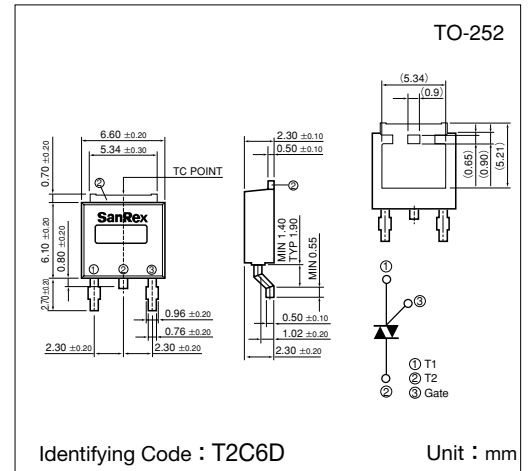 TO-252
6.60 ±0.20
5.34 ±0.30
0.70 ±0.20
②
TC POINT
SanRex
6.10 ±0.20
0.80 ±0.20
① ② ③
2.70 ±0.20
0.96 ±0.20
0.76 ±0.20
2.30 ±0.20
2.30 ±0.20
2.30 ±0.10
0.50 ±0.10
②
MIN 1.40
TYP 1.90
MIN 0.55
0.50 ±0.10
1.02 ±0.20
2.30 ±0.20
(5.34)
(0.9)
(0.65)
(0.90)
(5.21)
①
③
②
① T1
② T2
③ Gate
Identifying Code：T2C6D
Unit：mm